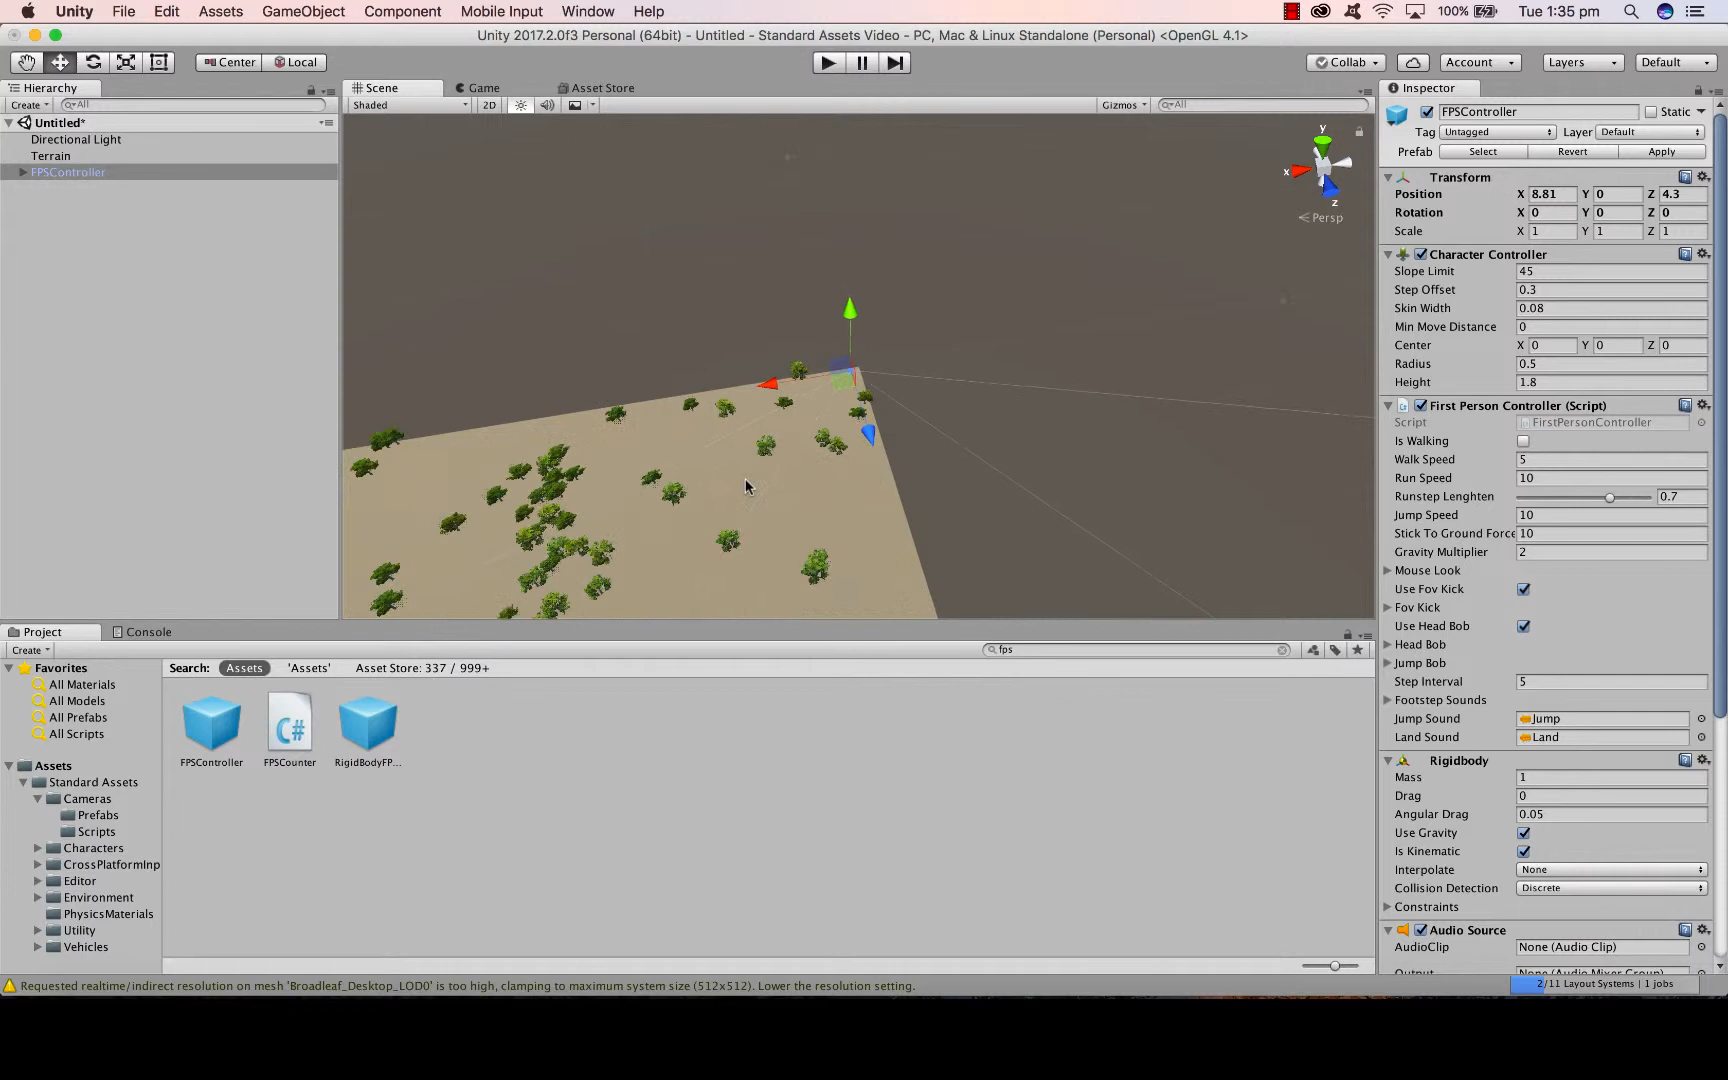 Unity File Edit Assets GameObject Component Mobile Input Window Help 100% Tue 1:35 pm
Unity 2017.2.0f3 Personal (64bit) - Untitled - Standard Assets Video - PC, Mac & Linux Standalone (Personal) <OpenGL 4.1>
Center Local Collab Account Layers Default
Hierarchy
Create All
Untitled*
Directional Light
Terrain
FPSController
Scene Game Asset Store
Shaded 2D Gizmos All
y
x
z
Persp
Inspector
FPSController Static
Tag Untagged Layer Default
Prefab Select Revert Apply
Transform
Position X 8.81 Y 0 Z 4.3
Rotation X 0 Y 0 Z 0
Scale X 1 Y 1 Z 1
Character Controller
Slope Limit 45
Step Offset 0.3
Skin Width 0.08
Min Move Distance 0
Center X 0 Y 0 Z 0
Radius 0.5
Height 1.8
First Person Controller (Script)
Script FirstPersonController
Is Walking
Walk Speed 5
Run Speed 10
Runstep Lenghten 0.7
Jump Speed 10
Stick To Ground Force 10
Gravity Multiplier 2
Mouse Look
Use Fov Kick
Fov Kick
Use Head Bob
Head Bob
Jump Bob
Step Interval 5
Footstep Sounds
Jump Sound Jump
Land Sound Land
Rigidbody
Mass 1
Drag 0
Angular Drag 0.05
Use Gravity
Is Kinematic
Interpolate None
Collision Detection Discrete
Constraints
Audio Source
AudioClip None (Audio Clip)
Output None (Audio Mixer Group)
Project Console
Create fps
Favorites
All Materials
All Models
All Prefabs
All Scripts
Assets
Standard Assets
Cameras
Prefabs
Scripts
Characters
CrossPlatformInp
Editor
Environment
PhysicsMaterials
Utility
Vehicles
Search: Assets 'Assets' Asset Store: 337 / 999+
C#
FPSController FPSCounter RigidBodyFP...
Requested realtime/indirect resolution on mesh 'Broadleaf_Desktop_LOD0' is too high, clamping to maximum system size (512x512). Lower the resolution setting.
2/11 Layout Systems | 1 jobs